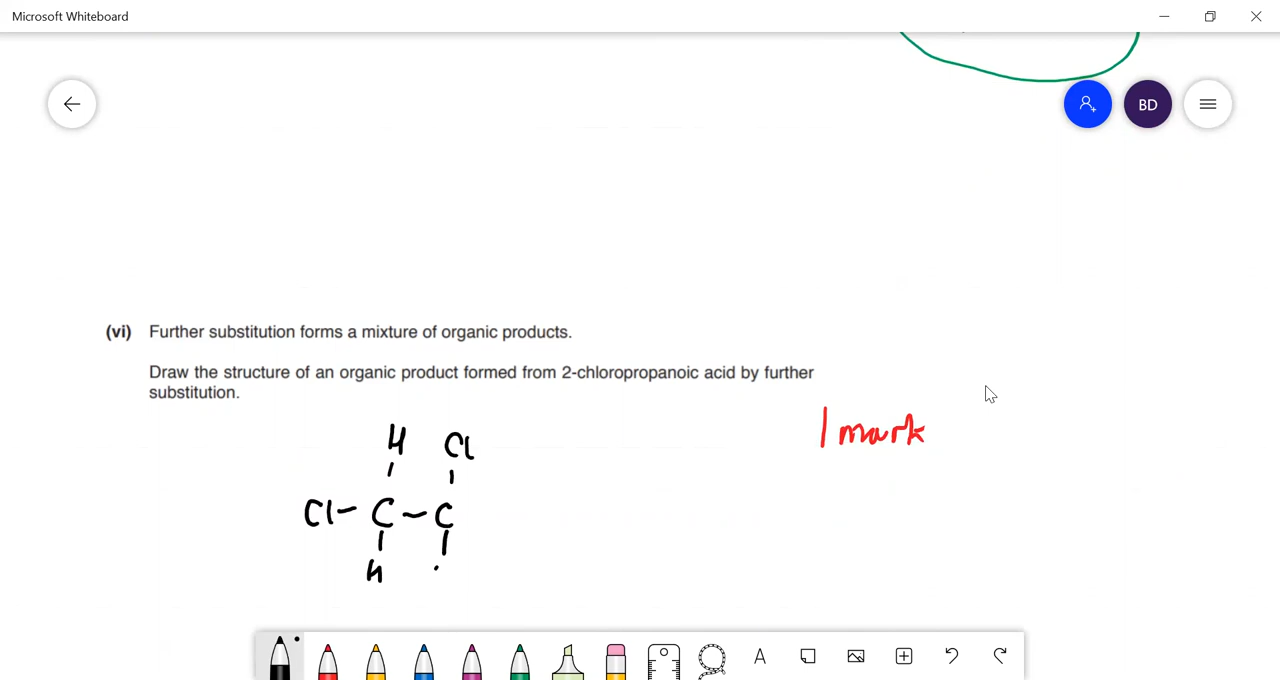 Microsoft Whiteboard
BD
(vi) Further substitution forms a mixture of organic products.
Draw the structure of an organic product formed from 2-chloropropanoic acid by further
substitution.
1 mark
H Cl
Cl - C - C
H
A